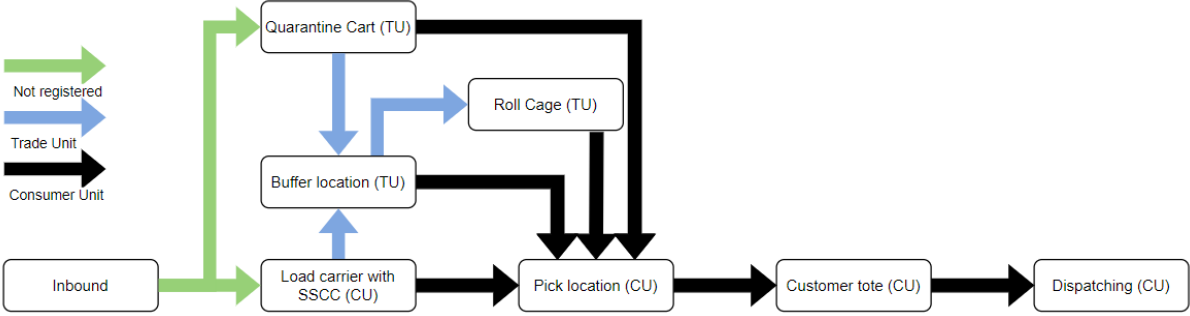 Quarantine Cart (TU)
Not registered
Roll Cage (TU)
Trade Unit
Buffer location (TU)
Consumer Unit
Inbound
Load carrier with
SSCC (CU)
Pick location (CU)
Customer tote (CU)
Dispatching (CU)